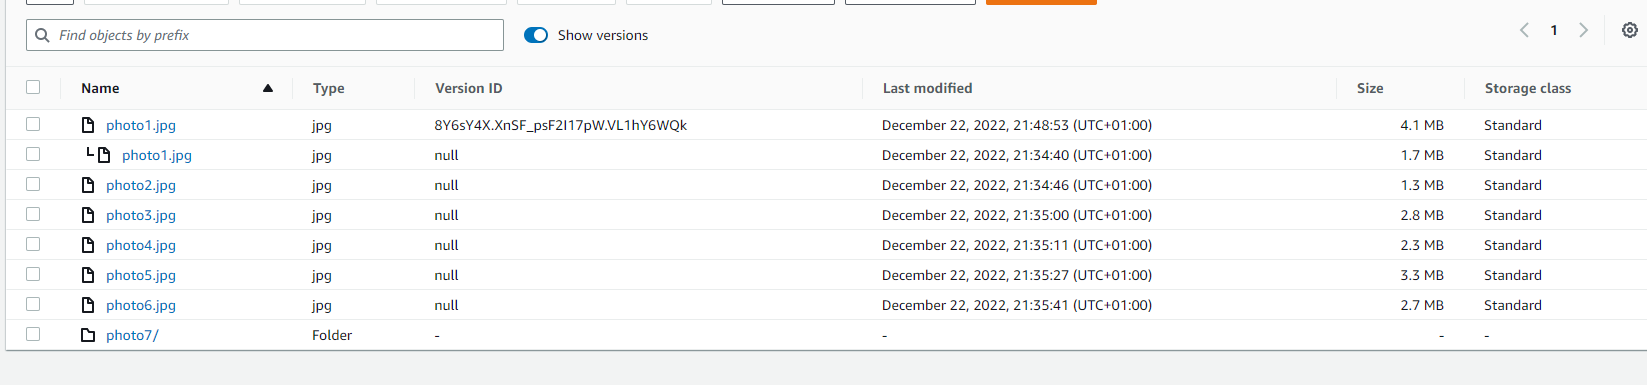 Find objects by prefix Show versions 1
Name Type Version ID Last modified Size Storage class
photo1.jpg jpg 8Y6sY4X.XnSF_psF2I17pW.VL1hY6WQk December 22, 2022, 21:48:53 (UTC+01:00) 4.1 MB Standard
photo1.jpg jpg null December 22, 2022, 21:34:40 (UTC+01:00) 1.7 MB Standard
photo2.jpg jpg null December 22, 2022, 21:34:46 (UTC+01:00) 1.3 MB Standard
photo3.jpg jpg null December 22, 2022, 21:35:00 (UTC+01:00) 2.8 MB Standard
photo4.jpg jpg null December 22, 2022, 21:35:11 (UTC+01:00) 2.3 MB Standard
photo5.jpg jpg null December 22, 2022, 21:35:27 (UTC+01:00) 3.3 MB Standard
photo6.jpg jpg null December 22, 2022, 21:35:41 (UTC+01:00) 2.7 MB Standard
photo7/ Folder - - - -